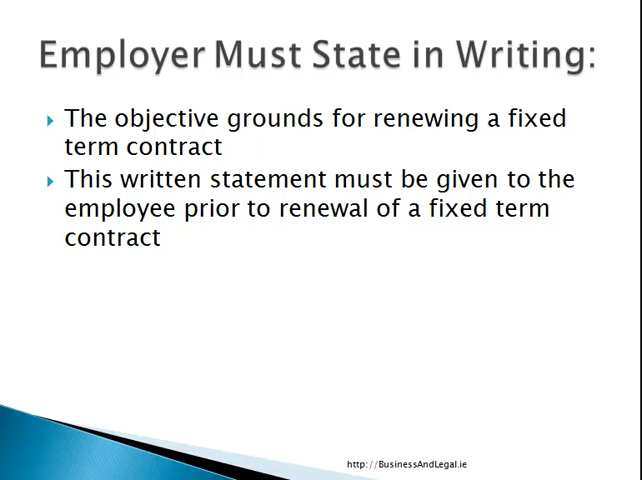 Employer Must State in Writing:
The objective grounds for renewing a fixed
term contract
This written statement must be given to the
employee prior to renewal of a fixed term
contract
http://BusinessAndLegal.ie